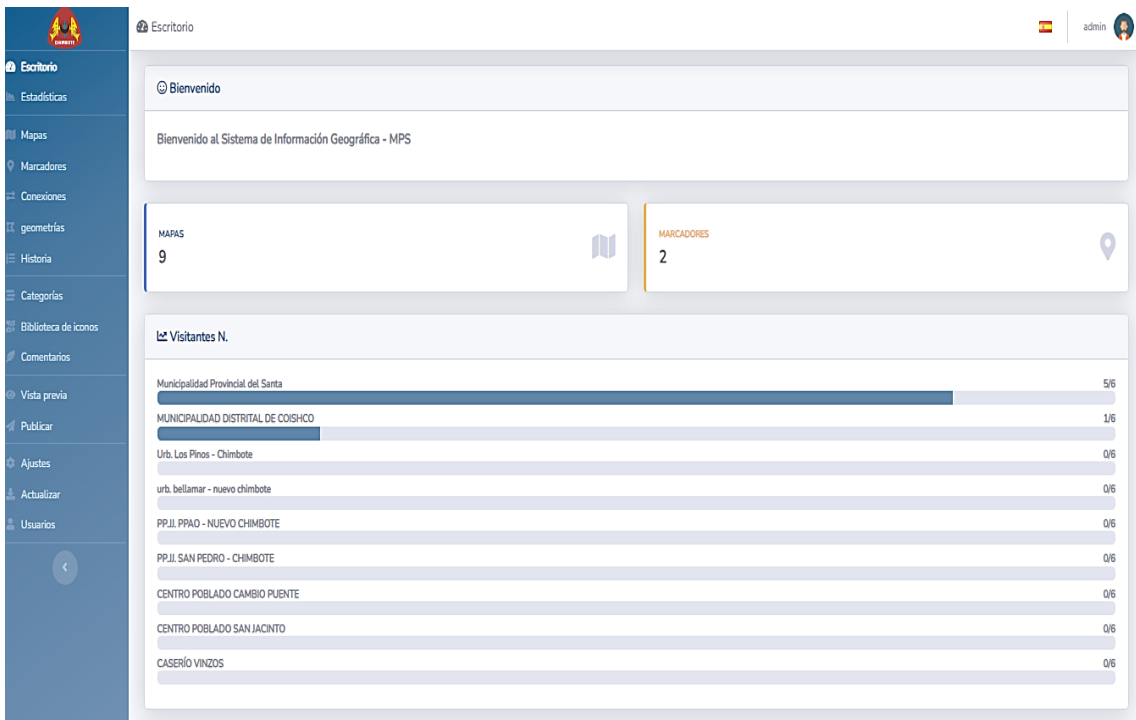 CHIMBOTE
Escritorio
Estadísticas
Mapas
Marcadores
Conexiones
geometrías
Historia
Categorías
Biblioteca de iconos
Comentarios
Vista previa
Publicar
Ajustes
Actualizar
Usuarios
Escritorio
admin
Bienvenido
Bienvenido al Sistema de Información Geográfica - MPS
MAPAS
9
MARCADORES
2
Visitantes N.
Municipalidad Provincial del Santa 5/6
MUNICIPALIDAD DISTRITAL DE COISHCO 1/6
Urb. Los Pinos - Chimbote 0/6
urb. bellamar - nuevo chimbote 0/6
PP.JJ. PPAO - NUEVO CHIMBOTE 0/6
PP.JJ. SAN PEDRO - CHIMBOTE 0/6
CENTRO POBLADO CAMBIO PUENTE 0/6
CENTRO POBLADO SAN JACINTO 0/6
CASERÍO VINZOS 0/6